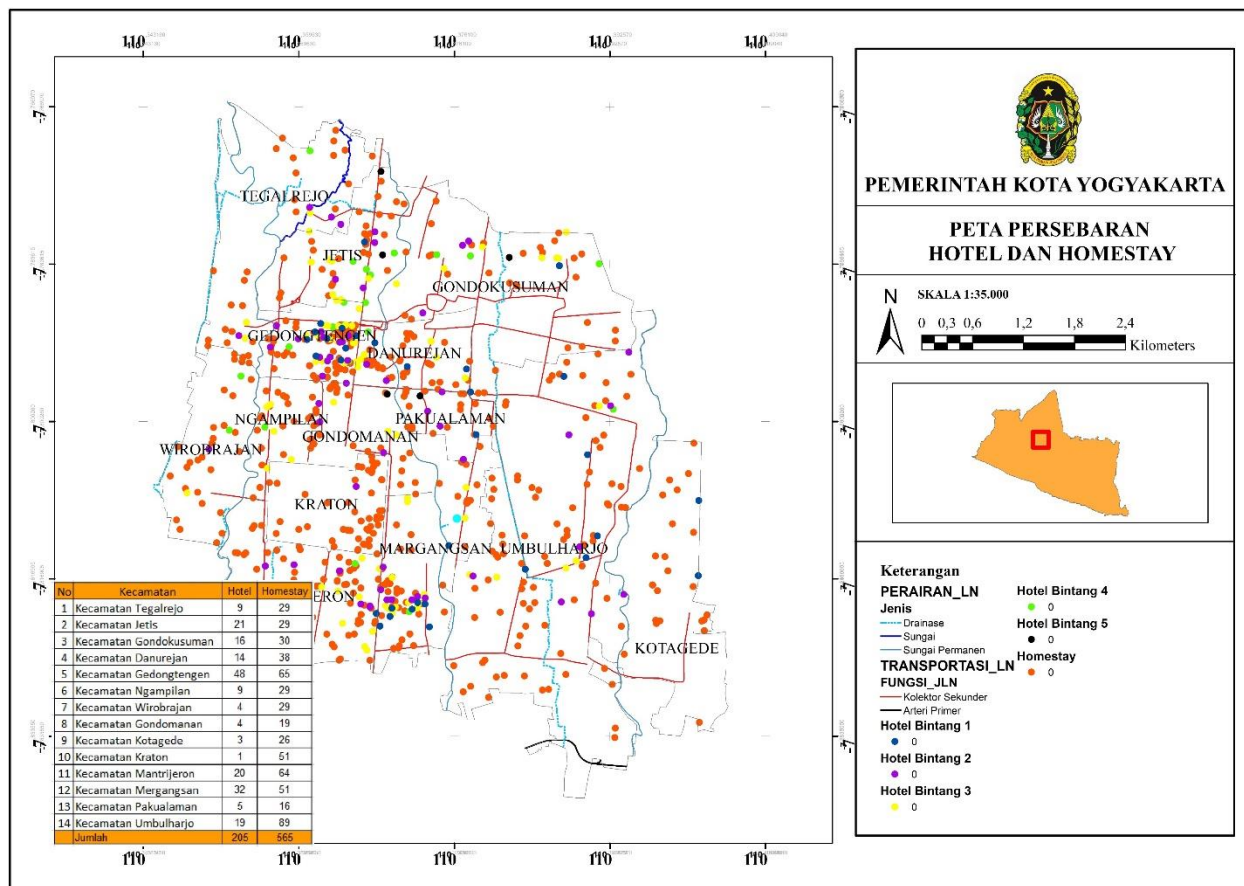 110 110 110 110 110
TEGALREJO
JETIS
GONDOKUSUMAN
GEDONGTENGEN
DANUREJAN
NGAMPILAN
PAKUALAMAN
GONDOMANAN
WIROBRAJAN
KRATON
MARGANGSAN UMBULHARJO
ERON
KOTAGEDE
No Kecamatan Hotel Homestay
1 Kecamatan Tegalrejo 9 29
2 Kecamatan Jetis 21 29
3 Kecamatan Gondokusuman 16 30
4 Kecamatan Danurejan 14 38
5 Kecamatan Gedongtengen 48 65
6 Kecamatan Ngampilan 9 29
7 Kecamatan Wirobrajan 4 29
8 Kecamatan Gondomanan 4 19
9 Kecamatan Kotagede 3 26
10 Kecamatan Kraton 1 51
11 Kecamatan Mantrijeron 20 64
12 Kecamatan Mergangsan 32 51
13 Kecamatan Pakualaman 5 16
14 Kecamatan Umbulharjo 19 89
Jumlah 205 565
110 110 110 110 110
PEMERINTAH KOTA YOGYAKARTA
PETA PERSEBARAN
HOTEL DAN HOMESTAY
N
SKALA 1:35.000
0 0,3 0,6 1,2 1,8 2,4
Kilometers
Keterangan
PERAIRAN_LN
Jenis
Drainase
Sungai
Sungai Permanen
TRANSPORTASI_LN
FUNGSI_JLN
Kolektor Sekunder
Arteri Primer
Hotel Bintang 1
0
Hotel Bintang 2
0
Hotel Bintang 3
0
Hotel Bintang 4
0
Hotel Bintang 5
0
Homestay
0